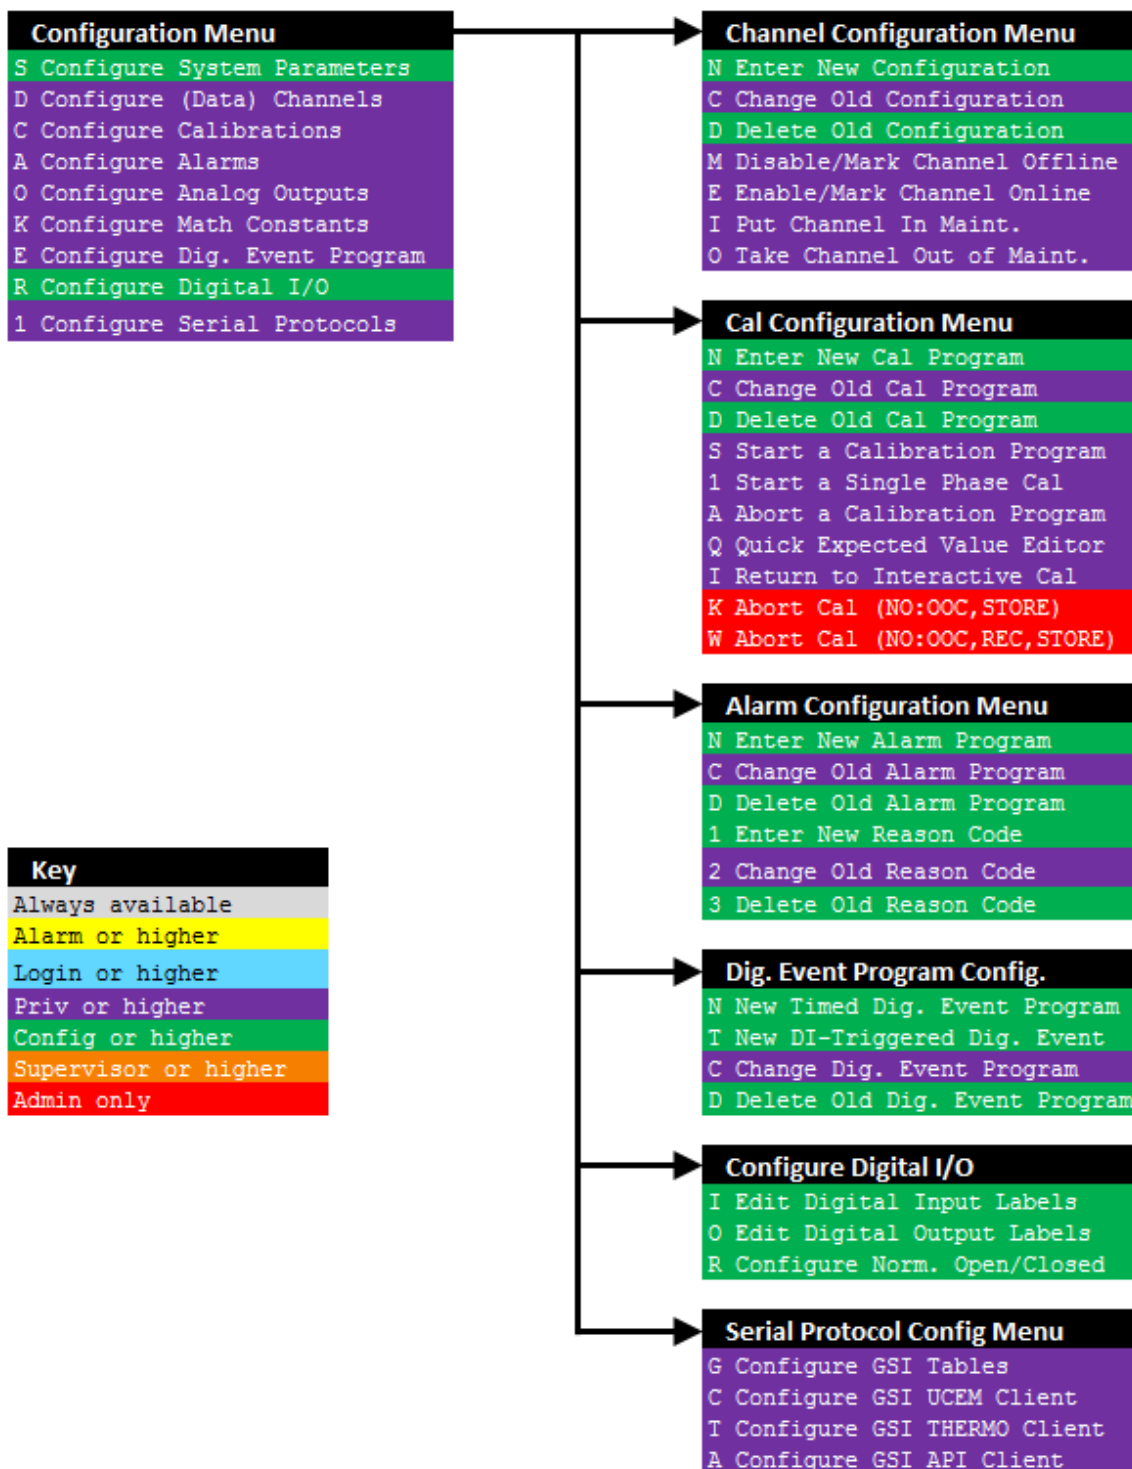 Configuration Menu
S Configure System Parameters
D Configure (Data) Channels
C Configure Calibrations
A Configure Alarms
O Configure Analog Outputs
K Configure Math Constants
E Configure Dig. Event Program
R Configure Digital I/O
1 Configure Serial Protocols
Key
Always available
Alarm or higher
Login or higher
Priv or higher
Config or higher
Supervisor or higher
Admin only
Channel Configuration Menu
N Enter New Configuration
C Change Old Configuration
D Delete Old Configuration
M Disable/Mark Channel Offline
E Enable/Mark Channel Online
I Put Channel In Maint.
O Take Channel Out of Maint.
Cal Configuration Menu
N Enter New Cal Program
C Change Old Cal Program
D Delete Old Cal Program
S Start a Calibration Program
1 Start a Single Phase Cal
A Abort a Calibration Program
Q Quick Expected Value Editor
I Return to Interactive Cal
K Abort Cal (NO:OOC,STORE)
W Abort Cal (NO:OOC,REC,STORE)
Alarm Configuration Menu
N Enter New Alarm Program
C Change Old Alarm Program
D Delete Old Alarm Program
1 Enter New Reason Code
2 Change Old Reason Code
3 Delete Old Reason Code
Dig. Event Program Config.
N New Timed Dig. Event Program
T New DI-Triggered Dig. Event
C Change Dig. Event Program
D Delete Old Dig. Event Program
Configure Digital I/O
I Edit Digital Input Labels
O Edit Digital Output Labels
R Configure Norm. Open/Closed
Serial Protocol Config Menu
G Configure GSI Tables
C Configure GSI UCEM Client
T Configure GSI THERMO Client
A Configure GSI API Client